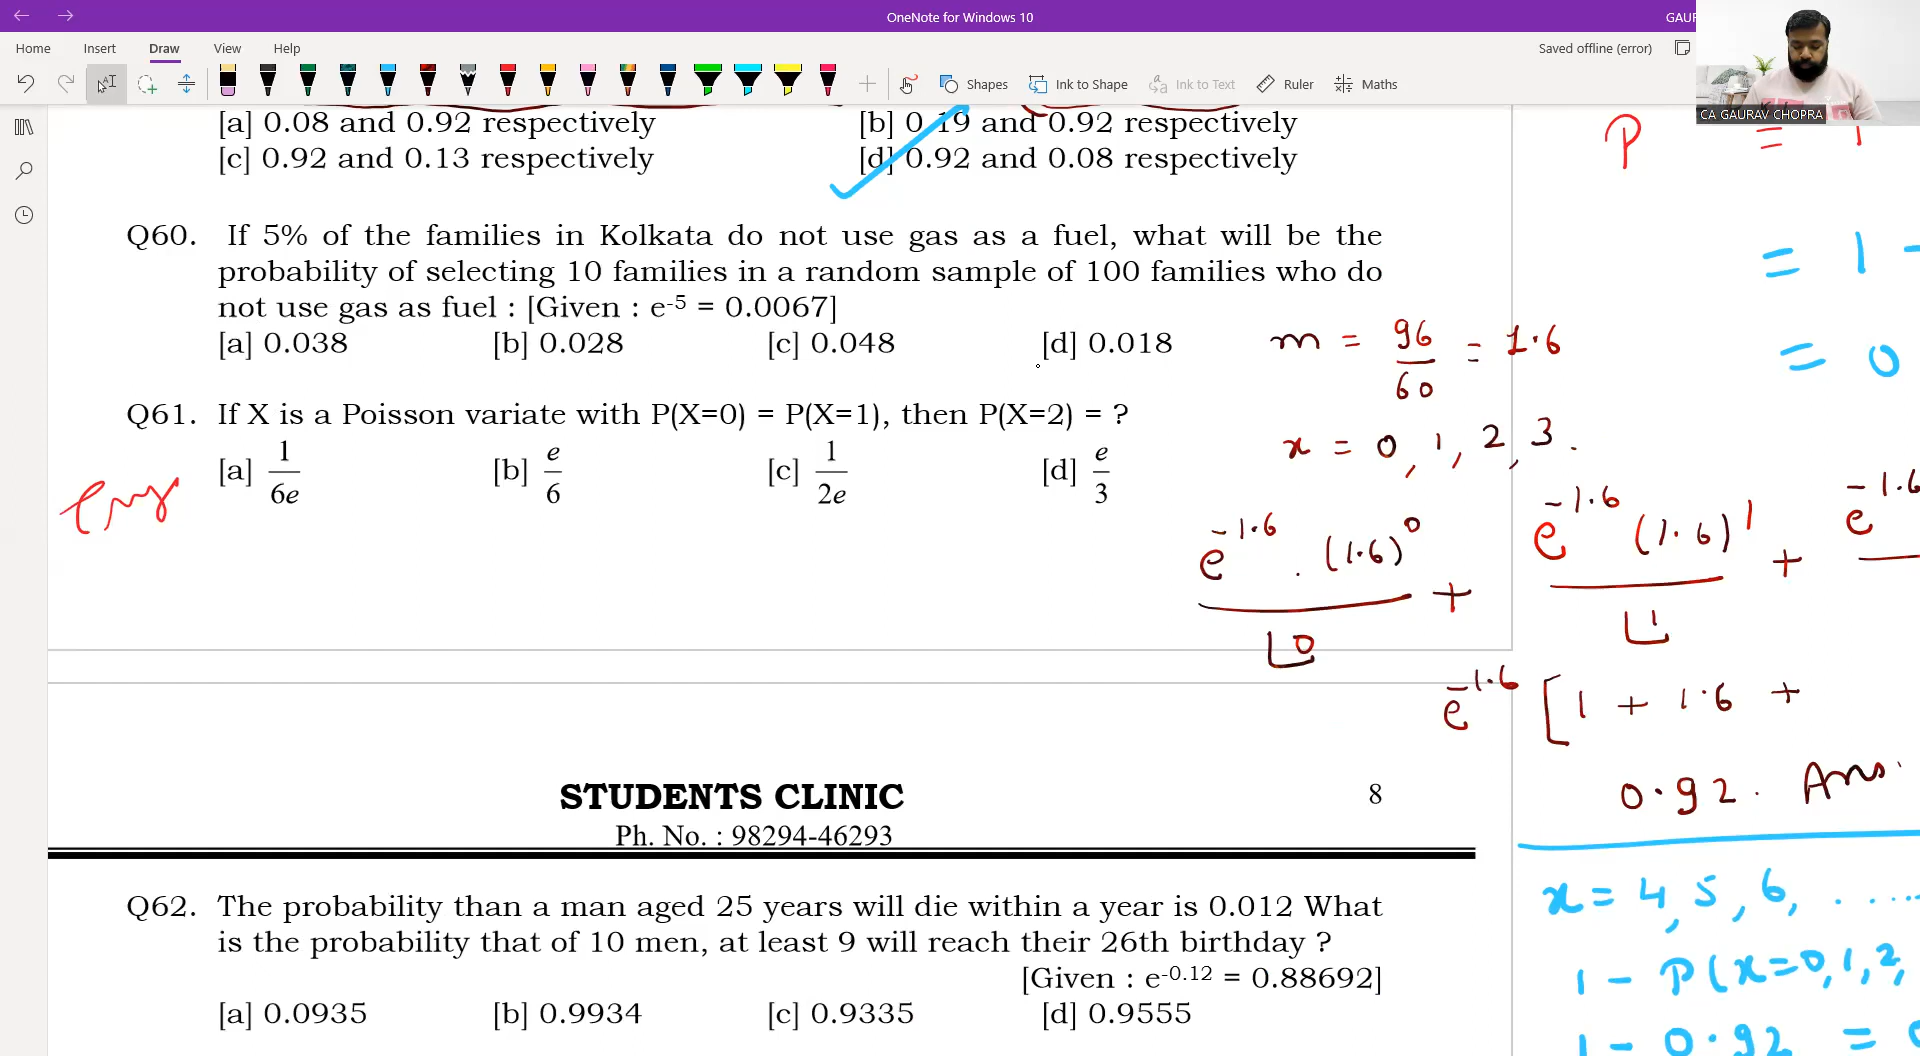 OneNote for Windows 10
GAUR
Home Insert Draw View Help
Saved offline (error)
Shapes Ink to Shape Ink to Text Ruler Maths
CA GAURAV CHOPRA
[a] 0.08 and 0.92 respectively [b] 0.19 and 0.92 respectively
[c] 0.92 and 0.13 respectively [d] 0.92 and 0.08 respectively
P = 1
= 1 -
= 0
Q60. If 5% of the families in Kolkata do not use gas as a fuel, what will be the
probability of selecting 10 families in a random sample of 100 families who do
not use gas as fuel : [Given : e-5 = 0.0067]
[a] 0.038 [b] 0.028 [c] 0.048 [d] 0.018
m = 96/60 = 1.6
Q61. If X is a Poisson variate with P(X=0) = P(X=1), then P(X=2) = ?
x = 0, 1, 2, 3.
[a] 1/6e [b] e/6 [c] 1/2e [d] e/3
e-1.6 . (1.6)0 / 0 + e-1.6 (1.6)1 / 1 + e-1.6
e-1.6 [1 + 1.6 +
0.92. Ans.
STUDENTS CLINIC 8
Ph. No. : 98294-46293
x = 4, 5, 6, .....
1 - P(x=0,1,2,
1 - 0.92 = 0
Q62. The probability than a man aged 25 years will die within a year is 0.012 What
is the probability that of 10 men, at least 9 will reach their 26th birthday ?
[Given : e-0.12 = 0.88692]
[a] 0.0935 [b] 0.9934 [c] 0.9335 [d] 0.9555